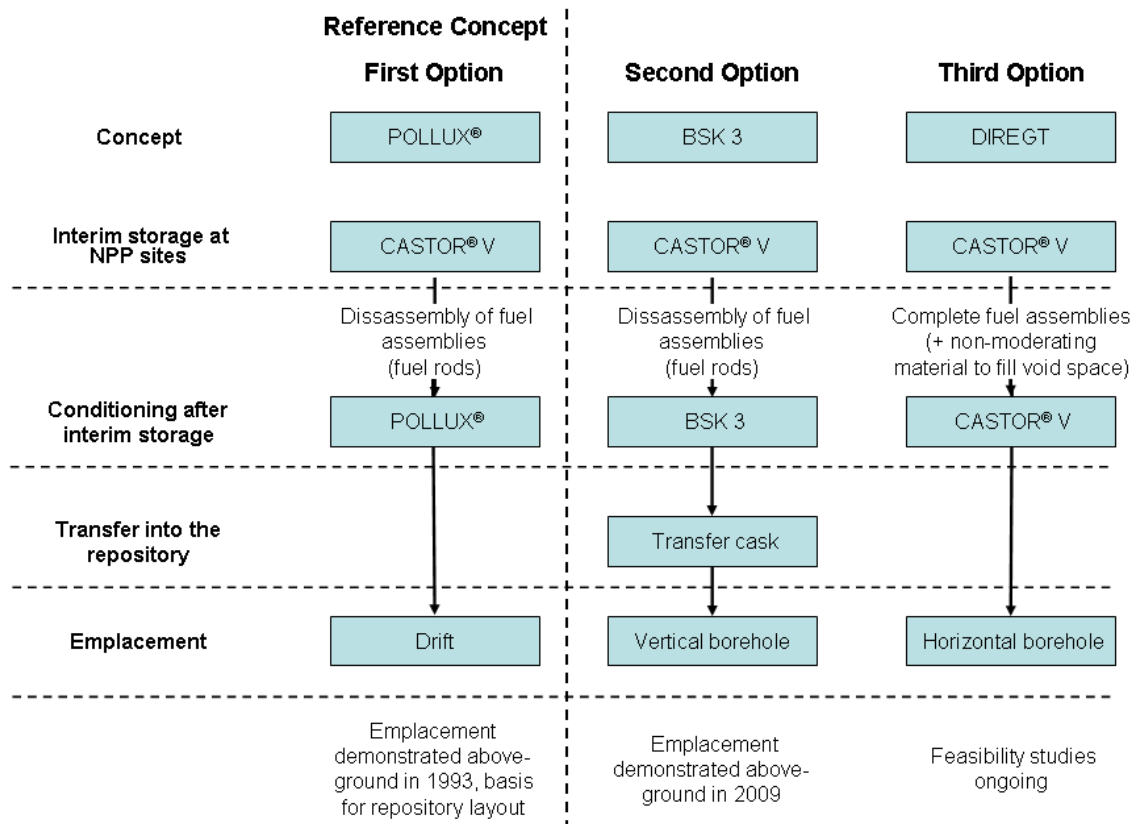 Reference Concept
First Option
Second Option
Third Option
Concept
POLLUX®
BSK 3
DIREGT
Interim storage at
NPP sites
CASTOR® V
CASTOR® V
CASTOR® V
Dissassembly of fuel
assemblies
(fuel rods)
Dissassembly of fuel
assemblies
(fuel rods)
Complete fuel assemblies
(+ non-moderating
material to fill void space)
Conditioning after
interim storage
POLLUX®
BSK 3
CASTOR® V
Transfer into the
repository
Transfer cask
Emplacement
Drift
Vertical borehole
Horizontal borehole
Emplacement
demonstrated above-
ground in 1993, basis
for repository layout
Emplacement
demonstrated above-
ground in 2009
Feasibility studies
ongoing